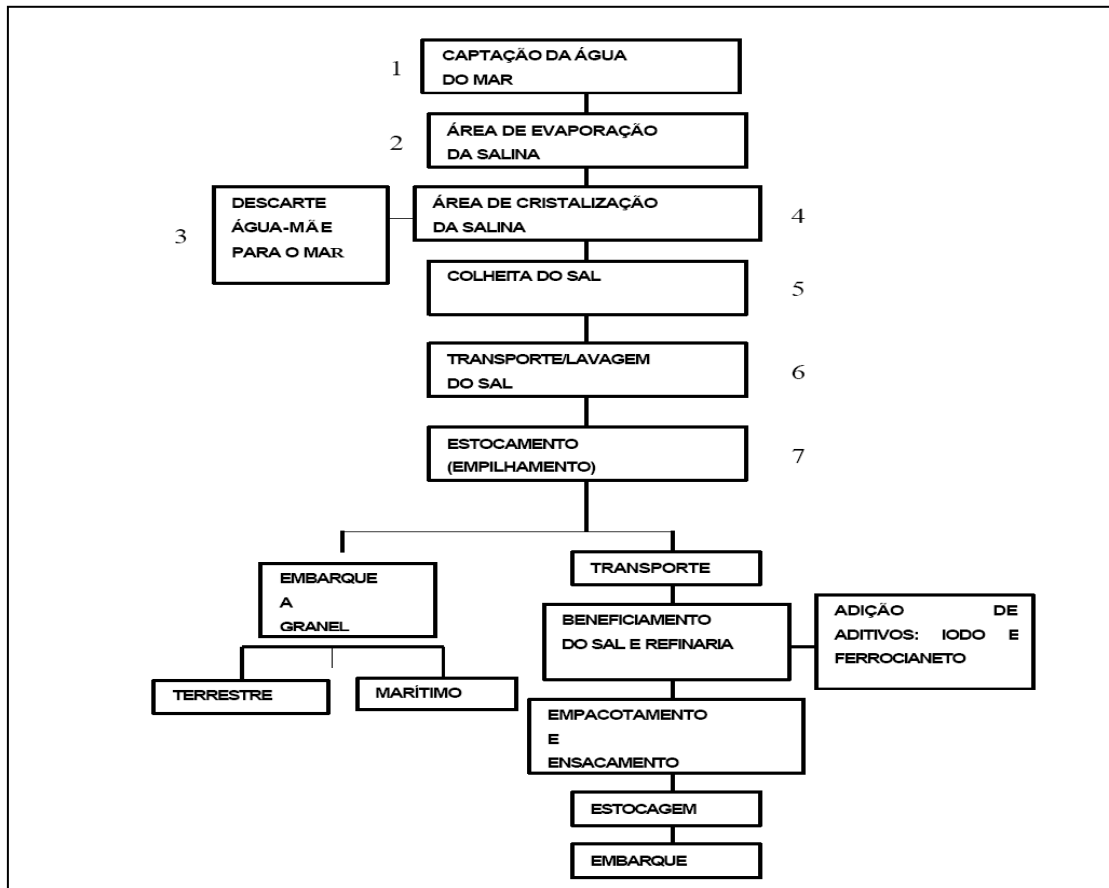 1
CAPTAÇÃO DA ÁGUA
DO MAR
2
ÁREA DE EVAPORAÇÃO
DA SALINA
3
DESCARTE
ÁGUA-MÃE
PARA O MAR
ÁREA DE CRISTALIZAÇÃO
DA SALINA
4
COLHEITA DO SAL
5
TRANSPORTE/LAVAGEM
DO SAL
6
ESTOCAMENTO
(EMPILHAMENTO)
7
EMBARQUE
A
GRANEL
TERRESTRE
MARÍTIMO
TRANSPORTE
BENEFICIAMENTO
DO SAL E REFINARIA
ADIÇÃO DE
ADITIVOS: IODO E
FERROCIANETO
EMPACOTAMENTO
E
ENSACAMENTO
ESTOCAGEM
EMBARQUE